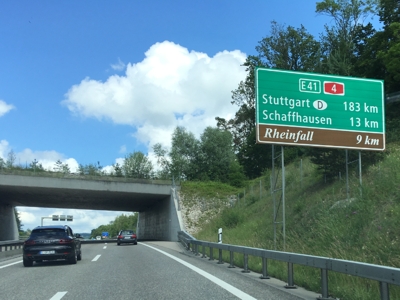 E41 4
Stuttgart D 183 km
Schaffhausen 13 km
Rheinfall 9 km